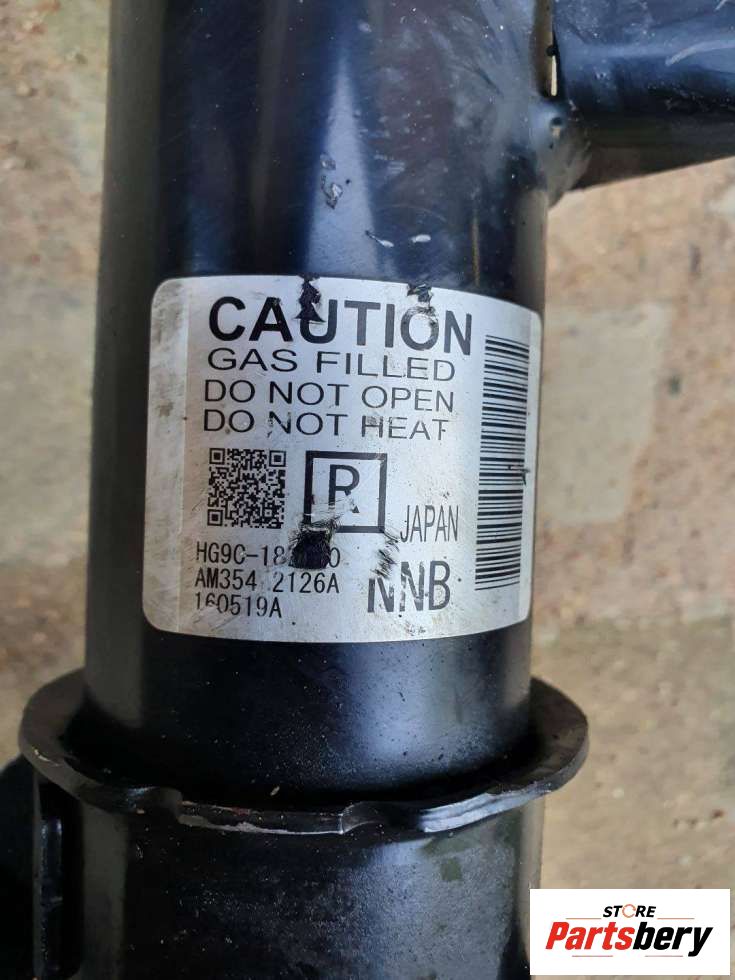 CAUTION
GAS FILLED
DO NOT OPEN
DO NOT HEAT
R
JAPAN
AM354 2126A
NNB
160519A
STORE
Partsbery